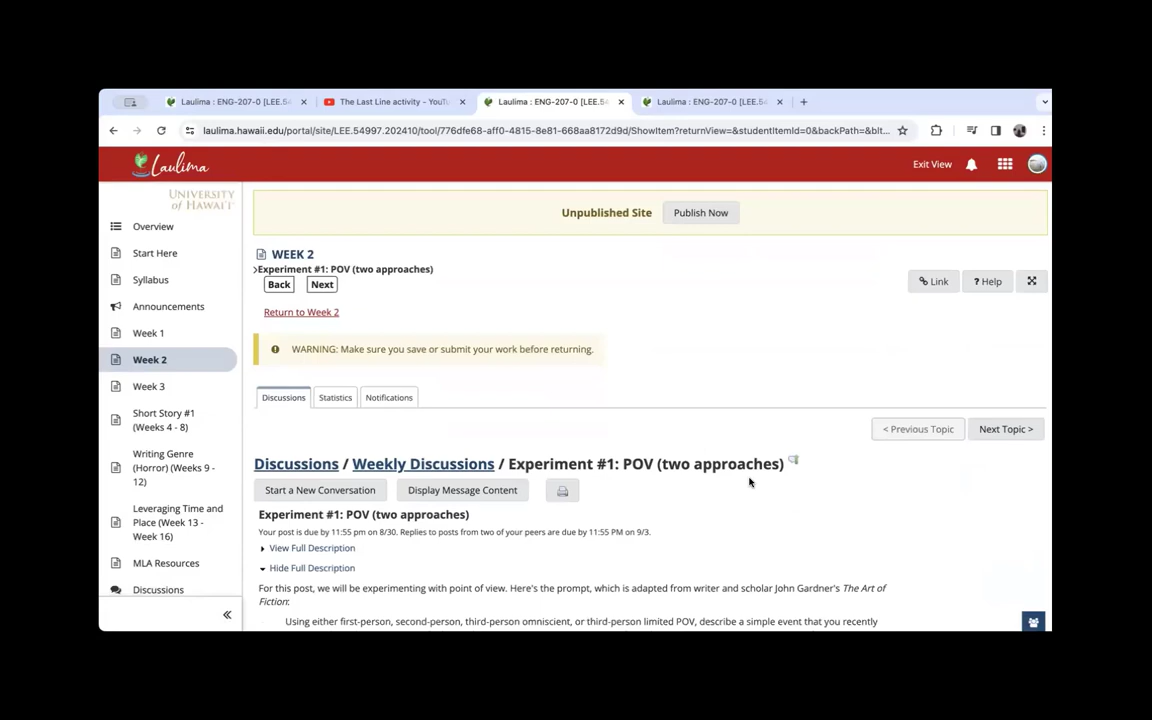 Laulima : ENG-207-0 [LEE.54
The Last Line activity - YouTu
Laulima : ENG-207-0 [LEE.54
Laulima : ENG-207-0 [LEE.54
laulima.hawaii.edu/portal/site/LEE.54997.202410/tool/776dfe68-aff0-4815-8e81-668aa8172d9d/ShowItem?returnView=&studentItemId=0&backPath=&blt...
Laulima
Exit View
UNIVERSITY
of HAWAI'I
Overview
Start Here
Syllabus
Announcements
Week 1
Week 2
Week 3
Short Story #1
(Weeks 4 - 8)
Writing Genre
(Horror) (Weeks 9 -
12)
Leveraging Time and
Place (Week 13 -
Week 16)
MLA Resources
Discussions
Unpublished Site
Publish Now
WEEK 2
Experiment #1: POV (two approaches)
Back
Next
Link
? Help
Return to Week 2
WARNING: Make sure you save or submit your work before returning.
Discussions
Statistics
Notifications
< Previous Topic
Next Topic >
Discussions / Weekly Discussions / Experiment #1: POV (two approaches)
Start a New Conversation
Display Message Content
Experiment #1: POV (two approaches)
Your post is due by 11:55 pm on 8/30. Replies to posts from two of your peers are due by 11:55 PM on 9/3.
View Full Description
Hide Full Description
For this post, we will be experimenting with point of view. Here's the prompt, which is adapted from writer and scholar John Gardner's The Art of
Fiction:
Using either first-person, second-person, third-person omniscient, or third-person limited POV, describe a simple event that you recently